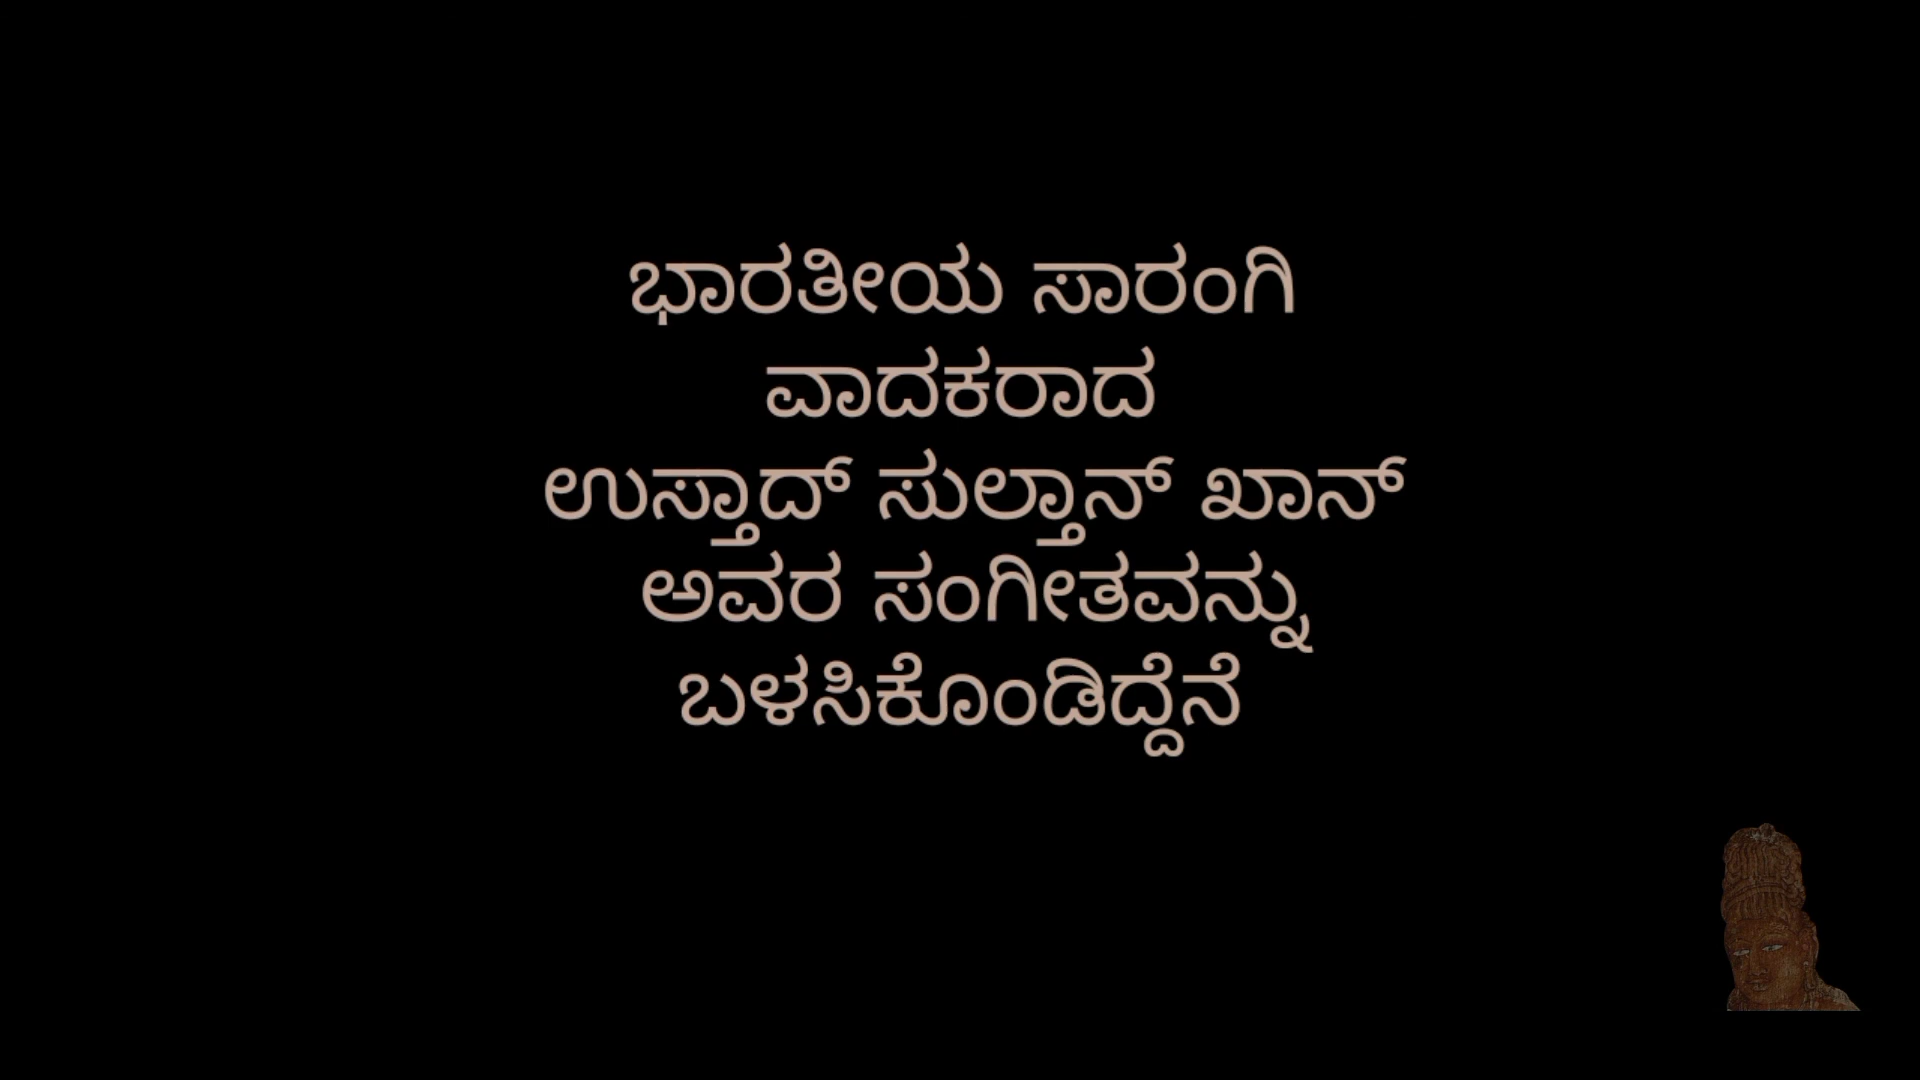 ಭಾರತೀಯ ಸಾರಂಗಿ
ವಾದಕರಾದ
ಉಸ್ತಾದ್ ಸುಲ್ತಾನ್ ಖಾನ್
ಅವರ ಸಂಗೀತವನ್ನು
ಬಳಸಿಕೊಂಡಿದ್ದೆನೆ